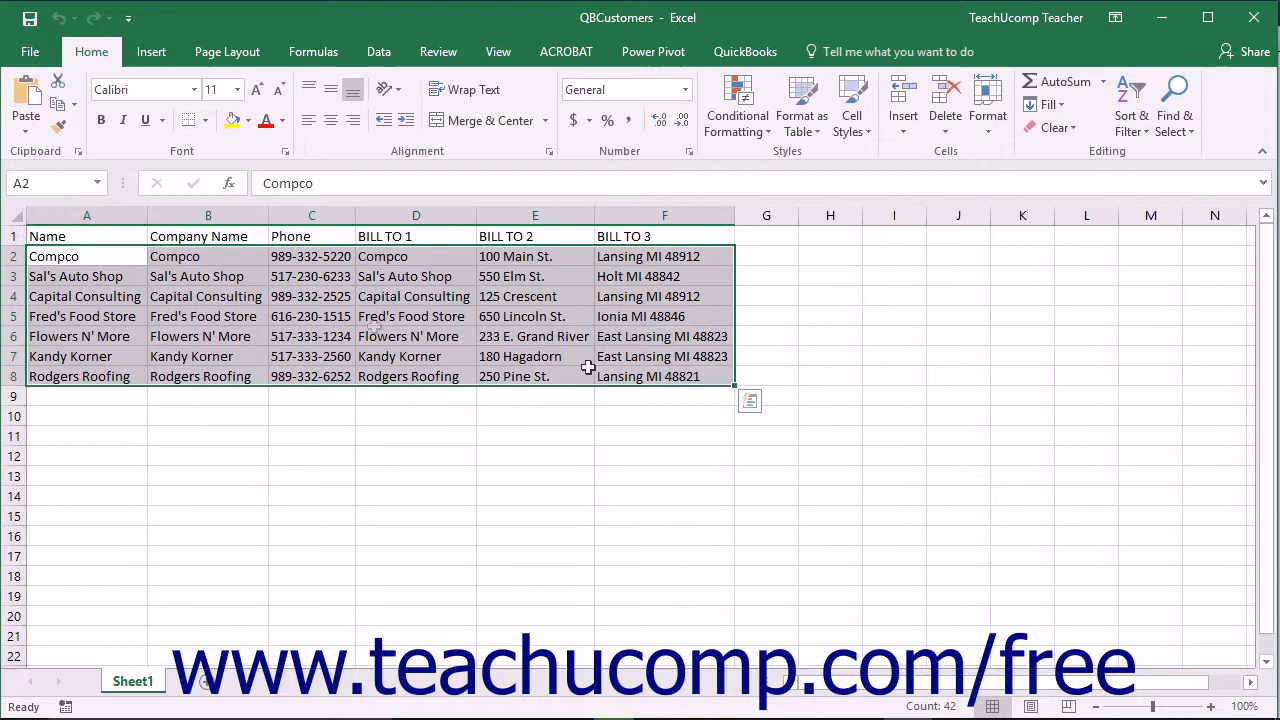 QBCustomers - Excel
TeachUcomp Teacher
File Home Insert Page Layout Formulas Data Review View ACROBAT Power Pivot QuickBooks Tell me what you want to do Share
Paste
Clipboard
Calibri 11
B I U A
Font
Wrap Text
Merge & Center
Alignment
General
$ % ,
Number
Conditional Formatting
Format as Table
Cell Styles
Styles
Insert Delete Format
Cells
AutoSum
Fill
Clear
Sort & Filter
Find & Select
Editing
A2 fx Compco
A B C D E F G H I J K L M N
1 Name Company Name Phone BILL TO 1 BILL TO 2 BILL TO 3
2 Compco Compco 989-332-5220 Compco 100 Main St. Lansing MI 48912
3 Sal's Auto Shop Sal's Auto Shop 517-230-6233 Sal's Auto Shop 550 Elm St. Holt MI 48842
4 Capital Consulting Capital Consulting 989-332-2525 Capital Consulting 125 Crescent Lansing MI 48912
5 Fred's Food Store Fred's Food Store 616-230-1515 Fred's Food Store 650 Lincoln St. Ionia MI 48846
6 Flowers N' More Flowers N' More 517-333-1234 Flowers N' More 233 E. Grand River East Lansing MI 48823
7 Kandy Korner Kandy Korner 517-333-2560 Kandy Korner 180 Hagadorn East Lansing MI 48823
8 Rodgers Roofing Rodgers Roofing 989-332-6252 Rodgers Roofing 250 Pine St. Lansing MI 48821
9
10
11
12
13
14
15
16
17
18
19
20
21
22
www.teachucomp.com/free
Sheet1
Ready Count: 42 100%